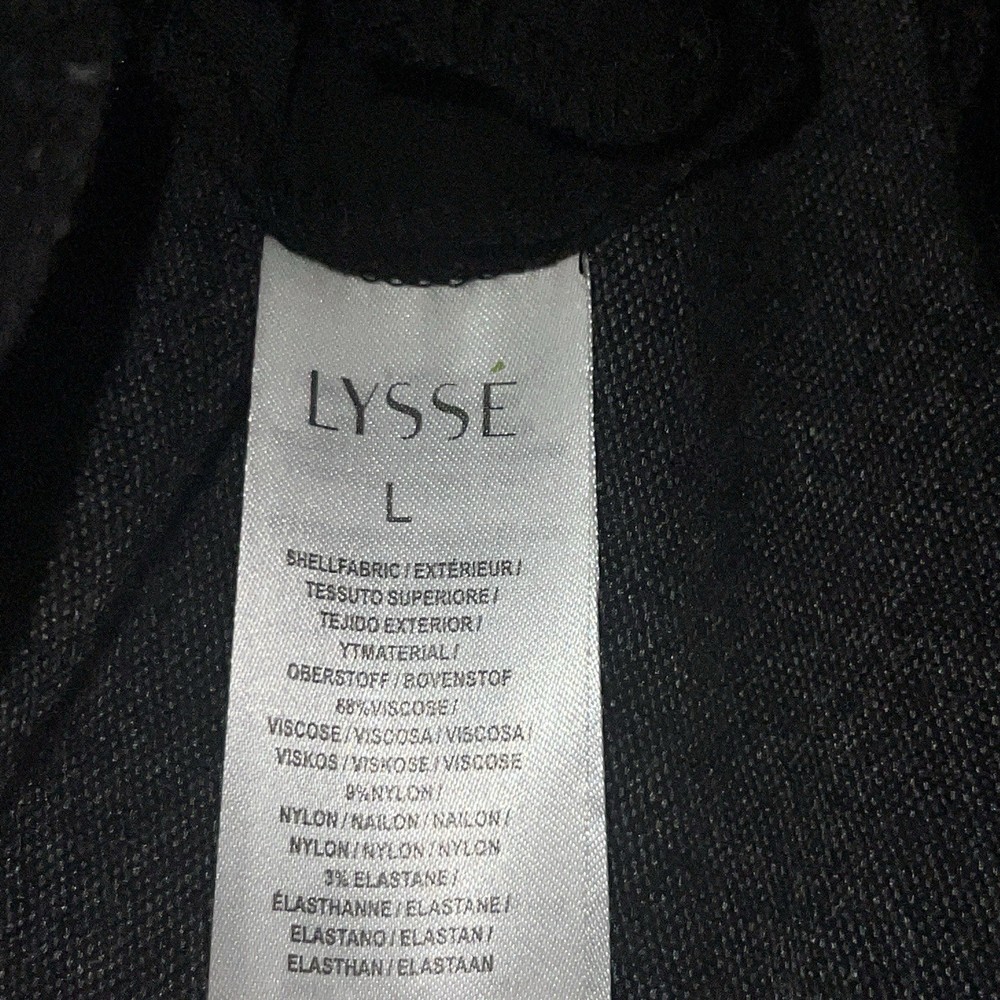 LYSSÉ
L
SHELLFABRIC / EXTÉRIEUR /
TESSUTO SUPERIORE /
TEJIDO EXTERIOR /
YTMATERIAL /
OBERSTOFF / BOVENSTOF
88%VISCOSE /
VISCOSE / VISCOSA / VISCOSA
VISKOS / VISKOSE / VISCOSE
9%NYLON /
NYLON / NAILON / NAILON /
NYLON / NYLON / NYLON
3% ELASTANE /
ÉLASTHANNE / ELASTANE /
ELASTANO / ELASTAN /
ELASTHAN / ELASTAAN